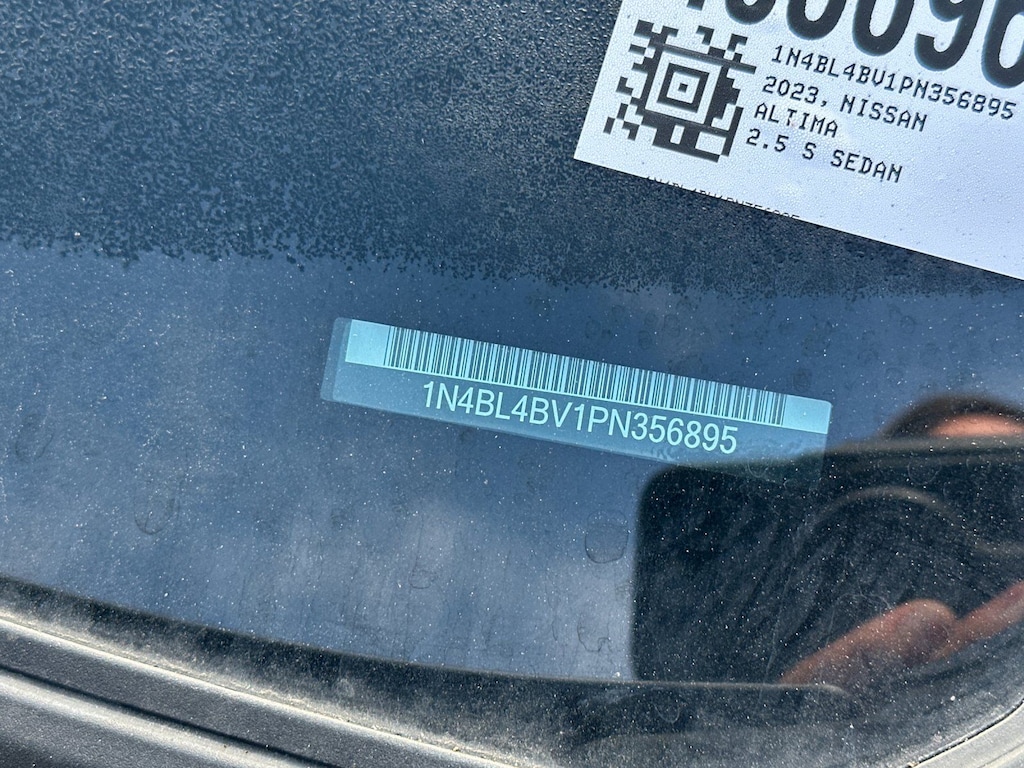 1N4BL4BV1PN356895
2023, NISSAN
ALTIMA
2.5 S SEDAN
1N4BL4BV1PN356895